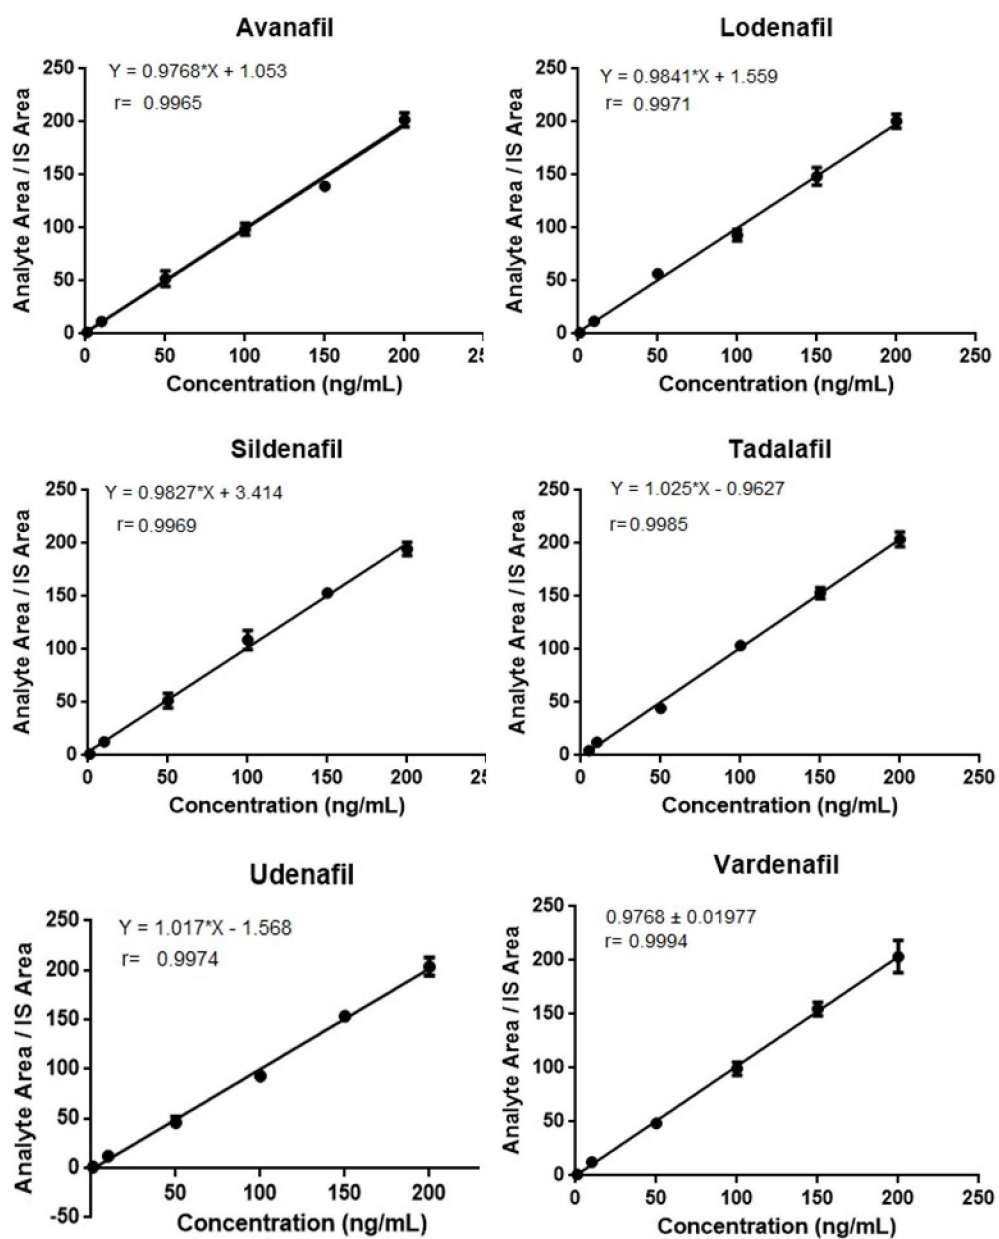 Avanafil
Y = 0.9768*X + 1.053
r= 0.9965
Analyte Area / IS Area
250
200
150
100
50
0
0 50 100 150 200 25
Concentration (ng/mL)
Lodenafil
Y = 0.9841*X + 1.559
r= 0.9971
Analyte Area / IS Area
250
200
150
100
50
0
0 50 100 150 200 250
Concentration (ng/mL)
Sildenafil
Y = 0.9827*X + 3.414
r= 0.9969
Analyte Area / IS Area
250
200
150
100
50
0
0 50 100 150 200 25
Concentration (ng/mL)
Tadalafil
Y = 1.025*X - 0.9627
r= 0.9985
Analyte Area / IS Area
250
200
150
100
50
0
0 50 100 150 200 250
Concentration (ng/mL)
Udenafil
Y = 1.017*X - 1.568
r= 0.9974
Analyte Area / IS Area
250
200
150
100
50
0
-50
50 100 150 200
Concentration (ng/mL)
Vardenafil
0.9768 ± 0.01977
r= 0.9994
Analyte Area / IS Area
250
200
150
100
50
0
0 50 100 150 200 250
Concentration (ng/mL)